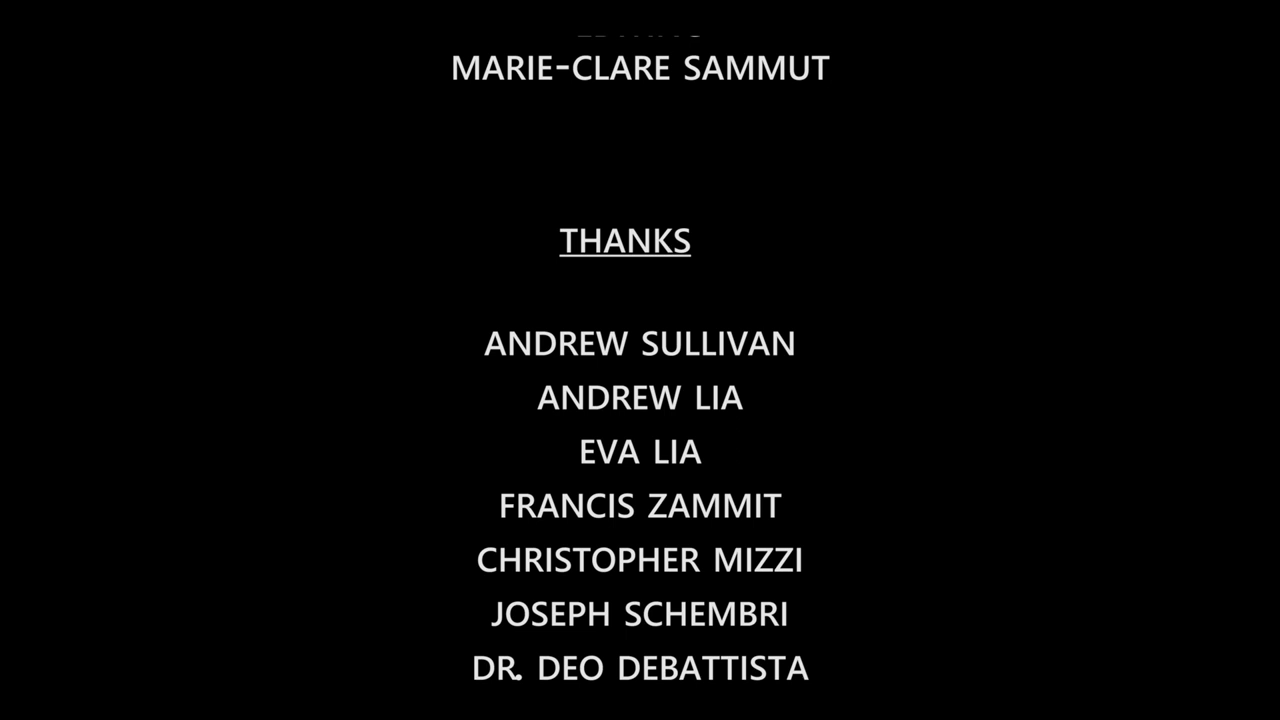 MARIE-CLARE SAMMUT
THANKS
ANDREW SULLIVAN
ANDREW LIA
EVA LIA
FRANCIS ZAMMIT
CHRISTOPHER MIZZI
JOSEPH SCHEMBRI
DR. DEO DEBATTISTA